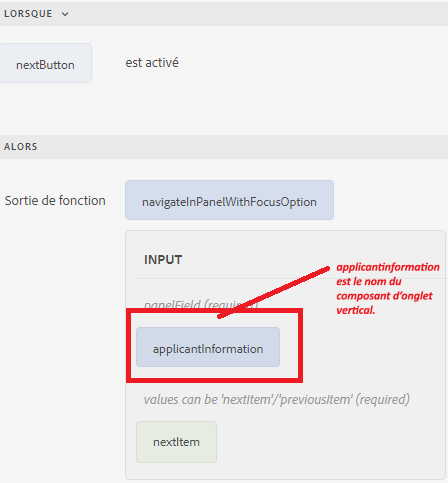 LORSQUE
nextButton est activé
ALORS
Sortie de fonction navigateInPanelWithFocusOption
INPUT
applicantinformation
est le nom du
composant d'onglet
vertical.
panelField (required)
applicantInformation
values can be 'nextItem'/'previousItem' (required)
nextItem